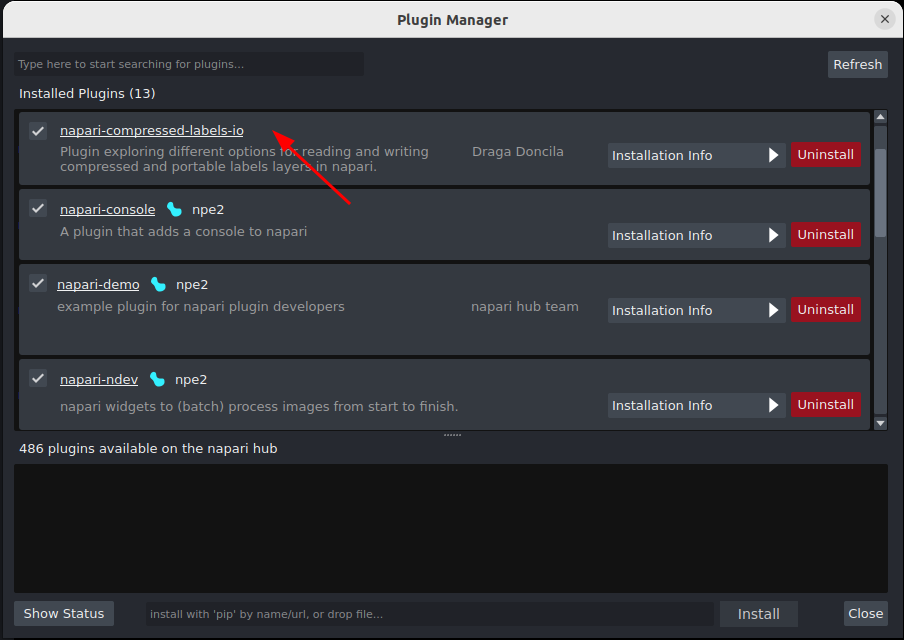 Plugin Manager
Type here to start searching for plugins...
Refresh
Installed Plugins (13)
napari-compressed-labels-io
Plugin exploring different options for reading and writing
compressed and portable labels layers in napari.
Draga Doncila
Installation Info
Uninstall
napari-console
npe2
A plugin that adds a console to napari
Installation Info
Uninstall
napari-demo
npe2
example plugin for napari plugin developers
napari hub team
Installation Info
Uninstall
napari-ndev
npe2
napari widgets to (batch) process images from start to finish.
Installation Info
Uninstall
486 plugins available on the napari hub
Show Status
install with 'pip' by name/url, or drop file...
Install
Close